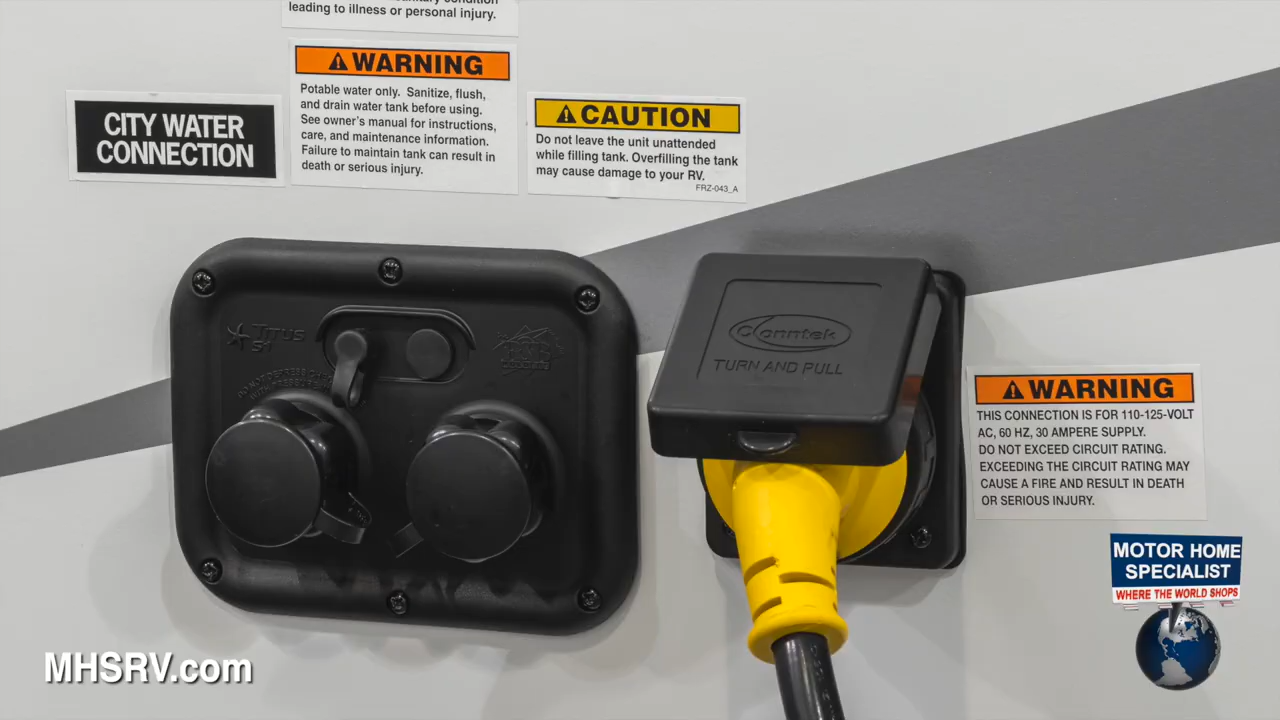 leading to illness or personal injury.
WARNING
Potable water only. Sanitize, flush,
and drain water tank before using.
See owner's manual for instructions,
care, and maintenance information.
Failure to maintain tank can result in
death or serious injury.
CITY WATER
CONNECTION
CAUTION
Do not leave the unit unattended
while filling tank. Overfilling the tank
may cause damage to your RV.
FRZ-043_A
TITUS
Conntek
TURN AND PULL
WARNING
THIS CONNECTION IS FOR 110-125-VOLT
AC, 60 HZ, 30 AMPERE SUPPLY.
DO NOT EXCEED CIRCUIT RATING.
EXCEEDING THE CIRCUIT RATING MAY
CAUSE A FIRE AND RESULT IN DEATH
OR SERIOUS INJURY.
MOTOR HOME
SPECIALIST
WHERE THE WORLD SHOPS
MHSRV.com